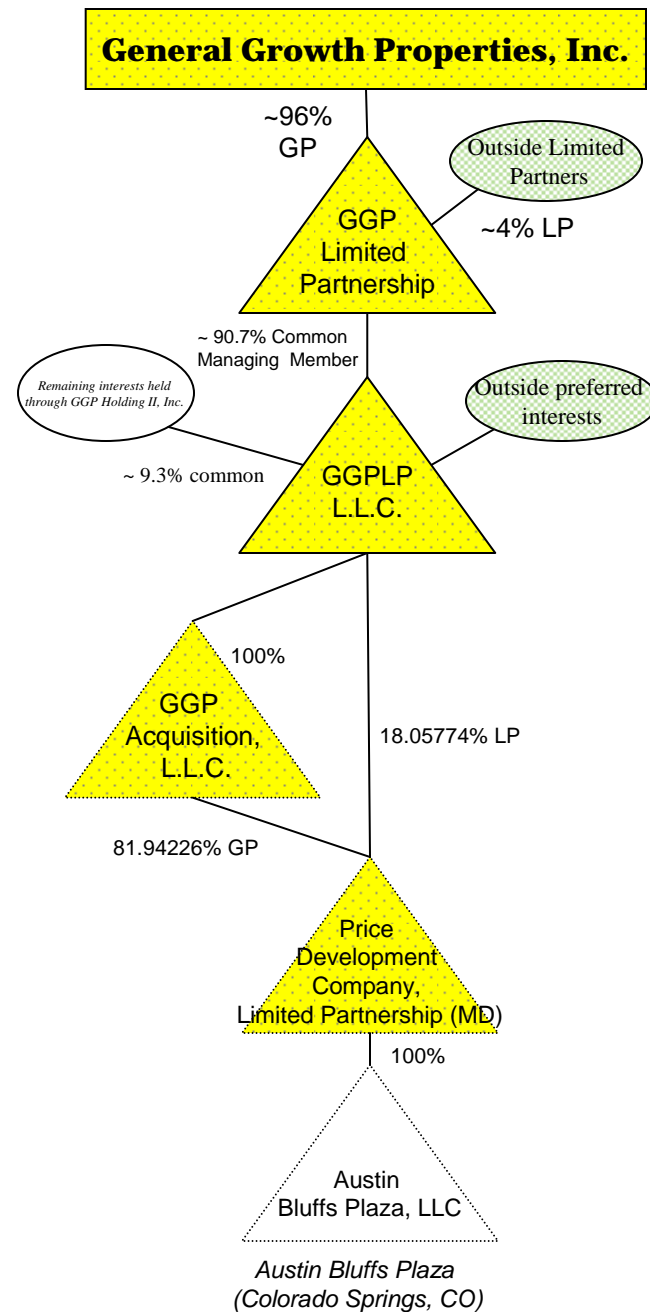 General Growth Properties, Inc.
~96%
GP
Outside Limited
Partners
GGP
Limited
Partnership
~4% LP
~ 90.7% Common
Managing Member
Remaining interests held
through GGP Holding II, Inc.
Outside preferred
interests
~ 9.3% common
GGPLP
L.L.C.
100%
GGP
Acquisition,
L.L.C.
18.05774% LP
81.94226% GP
Price
Development
Company,
Limited Partnership (MD)
100%
Austin
Bluffs Plaza, LLC
Austin Bluffs Plaza
(Colorado Springs, CO)